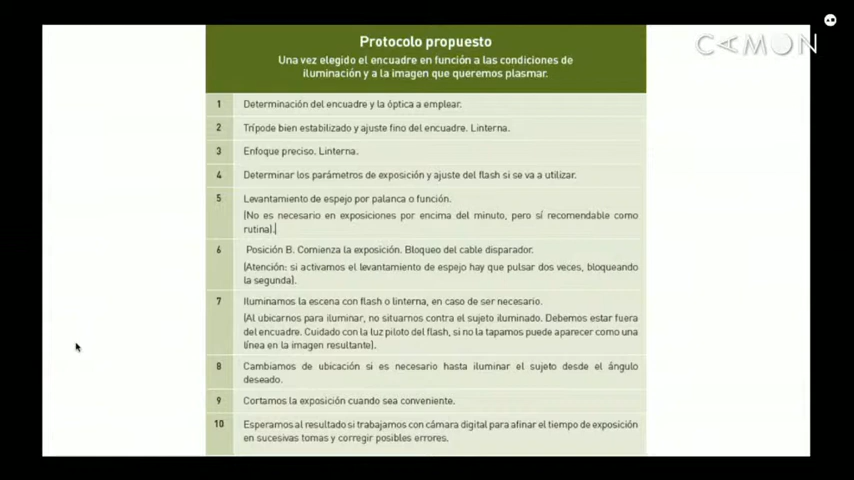 CAMON
Protocolo propuesto
Una vez elegido el encuadre en función a las condiciones de
iluminación y a la imagen que queremos plasmar.
1 Determinación del encuadre y la óptica a emplear.
2 Trípode bien estabilizado y ajuste fino del encuadre. Linterna.
3 Enfoque preciso. Linterna.
4 Determinar los parámetros de exposición y ajuste del flash si se va a utilizar.
5 Levantamiento de espejo por palanca o función.
(No es necesario en exposiciones por encima del minuto, pero sí recomendable como
rutina).
6 Posición B. Comienza la exposición. Bloqueo del cable disparador.
(Atención: si activamos el levantamiento de espejo hay que pulsar dos veces, bloqueando
la segunda).
7 Iluminamos la escena con flash o linterna, en caso de ser necesario.
(Al ubicarnos para iluminar, no situarnos contra el sujeto iluminado. Debemos estar fuera
del encuadre. Cuidado con la luz piloto del flash, si no la tapamos puede aparecer como una
línea en la imagen resultante).
8 Cambiamos de ubicación si es necesario hasta iluminar el sujeto desde el ángulo
deseado.
9 Cortamos la exposición cuando sea conveniente.
10 Esperamos al resultado si trabajamos con cámara digital para afinar el tiempo de exposición
en sucesivas tomas y corregir posibles errores.